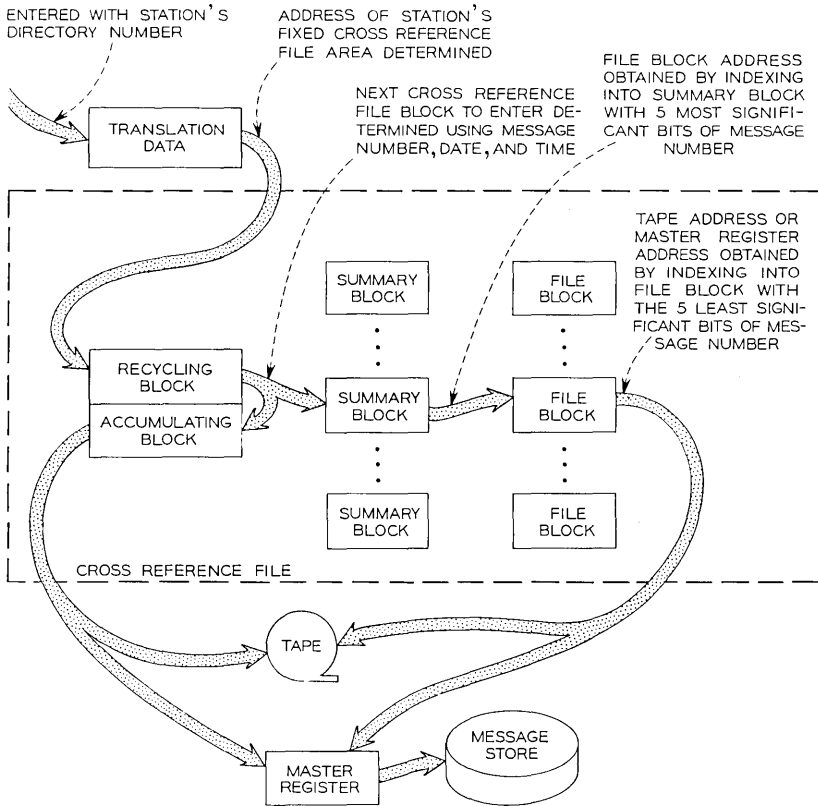 ENTERED WITH STATION'S
DIRECTORY NUMBER
ADDRESS OF STATION'S
FIXED CROSS REFERENCE
FILE AREA DETERMINED
FILE BLOCK ADDRESS
OBTAINED BY INDEXING
INTO SUMMARY BLOCK
WITH 5 MOST SIGNIFI-
CANT BITS OF MESSAGE
NUMBER
NEXT CROSS REFERENCE
FILE BLOCK TO ENTER DE-
TERMINED USING MESSAGE
NUMBER, DATE, AND TIME
TRANSLATION
DATA
TAPE ADDRESS OR
MASTER REGISTER
ADDRESS OBTAINED
BY INDEXING INTO
FILE BLOCK WITH
THE 5 LEAST SIGNI-
FICANT BITS OF MES-
SAGE NUMBER
SUMMARY
BLOCK
FILE
BLOCK
RECYCLING
BLOCK
ACCUMULATING
BLOCK
SUMMARY
BLOCK
FILE
BLOCK
SUMMARY
BLOCK
FILE
BLOCK
CROSS REFERENCE FILE
TAPE
MASTER
REGISTER
MESSAGE
STORE